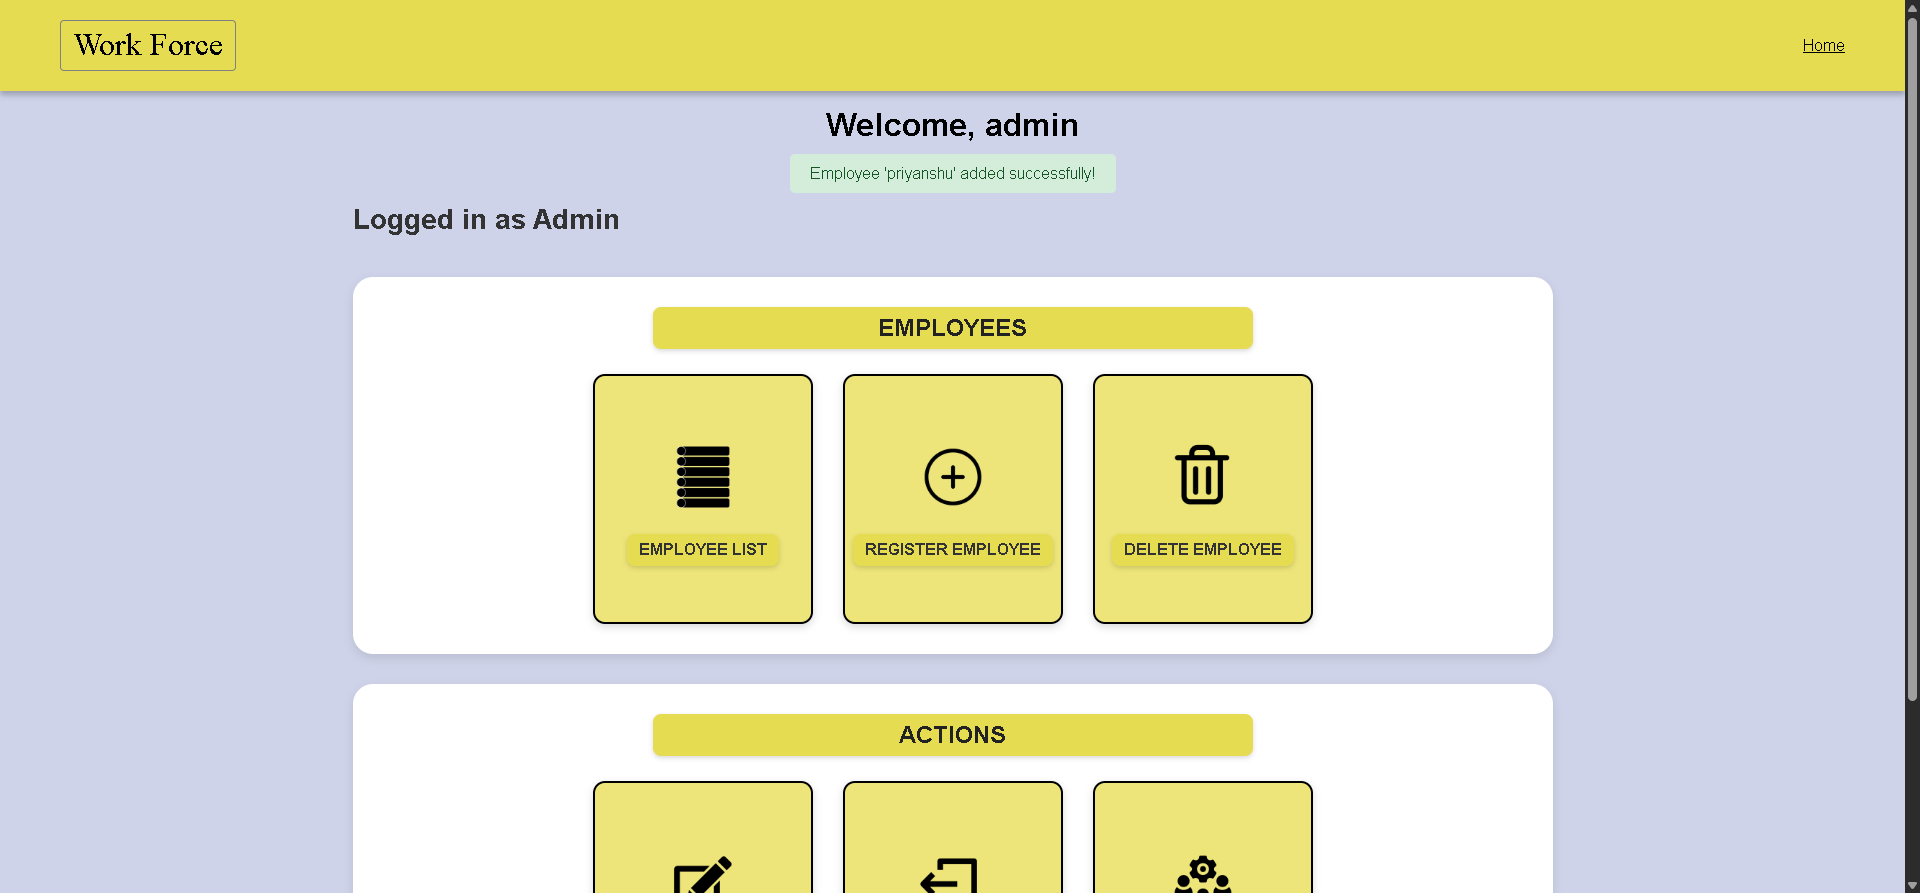 Work Force
Home
Welcome, admin
Employee 'priyanshu' added successfully!
Logged in as Admin
EMPLOYEES
EMPLOYEE LIST
REGISTER EMPLOYEE
DELETE EMPLOYEE
ACTIONS